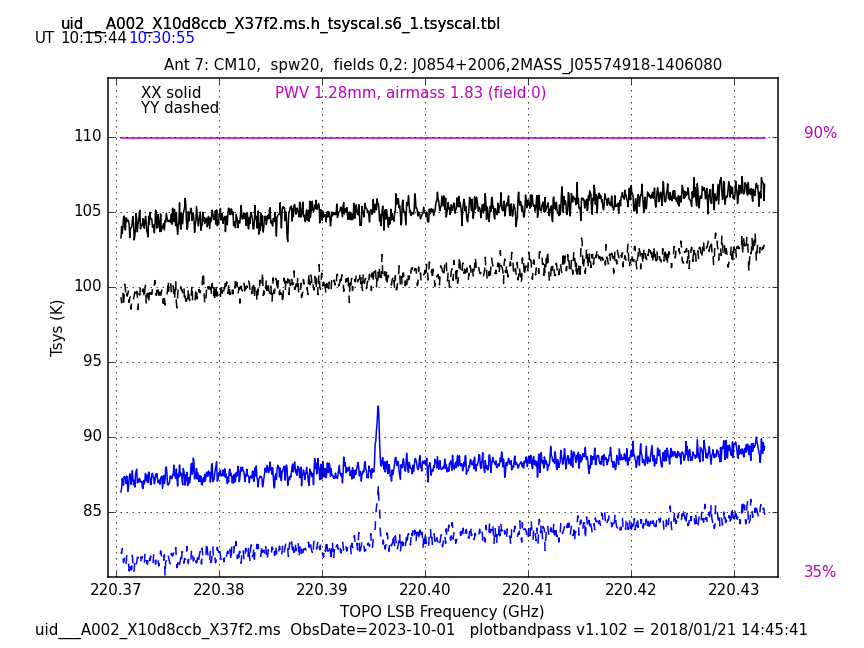 uid___A002_X10d8ccb_X37f2.ms.h_tsyscal.s6_1.tsyscal.tbl
UT 10:15:44 10:30:55
Ant 7: CM10,  spw20,  fields 0,2: J0854+2006,2MASS_J05574918-1406080
XX solid
PWV 1.28mm, airmass 1.83 (field 0)
YY dashed
90%
110
105
100
95
90
85
Tsys (K)
35%
220.37 220.38 220.39 220.40 220.41 220.42 220.43
TOPO LSB Frequency (GHz)
uid___A002_X10d8ccb_X37f2.ms  ObsDate=2023-10-01   plotbandpass v1.102 = 2018/01/21 14:45:41